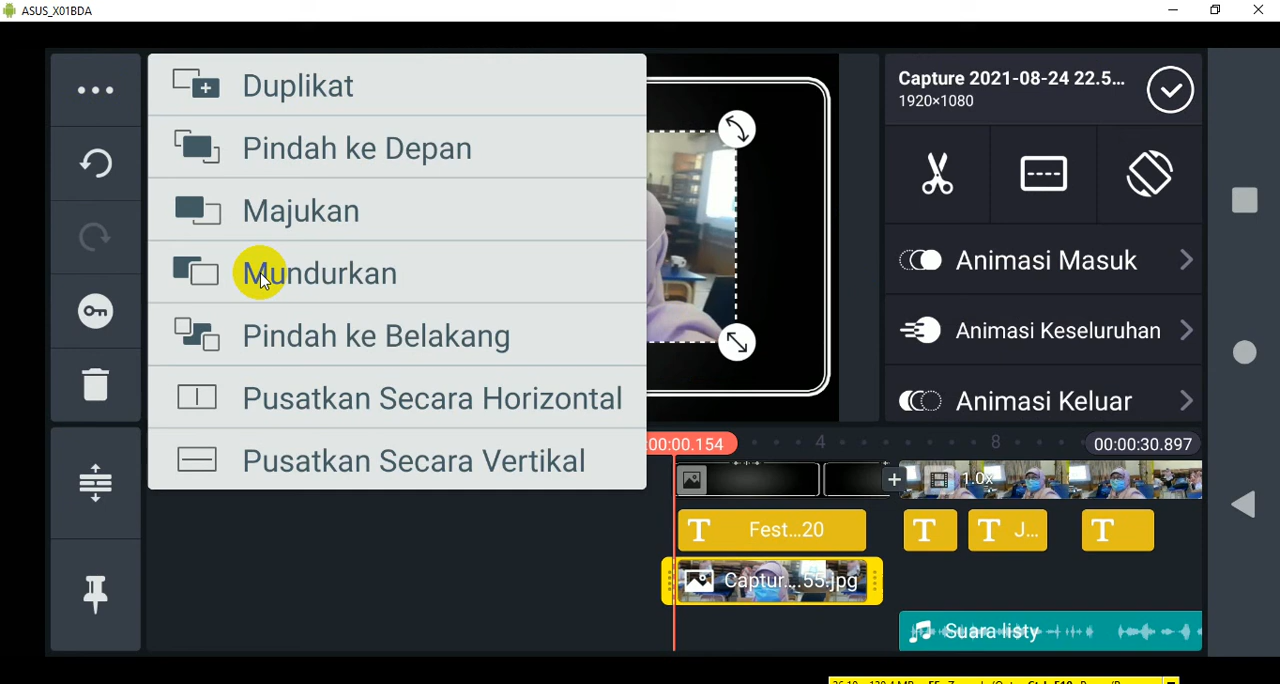 ASUS_X01BDA
Duplikat
Pindah ke Depan
Majukan
Mundurkan
Pindah ke Belakang
Pusatkan Secara Horizontal
Pusatkan Secara Vertikal
Capture 2021-08-24 22.5...
1920×1080
Animasi Masuk
Animasi Keseluruhan
Animasi Keluar
00:00.154
4
8
00:00:30.897
1.0x
T Fest...20
T
T J...
T
Captur....55.jpg
Suara listy